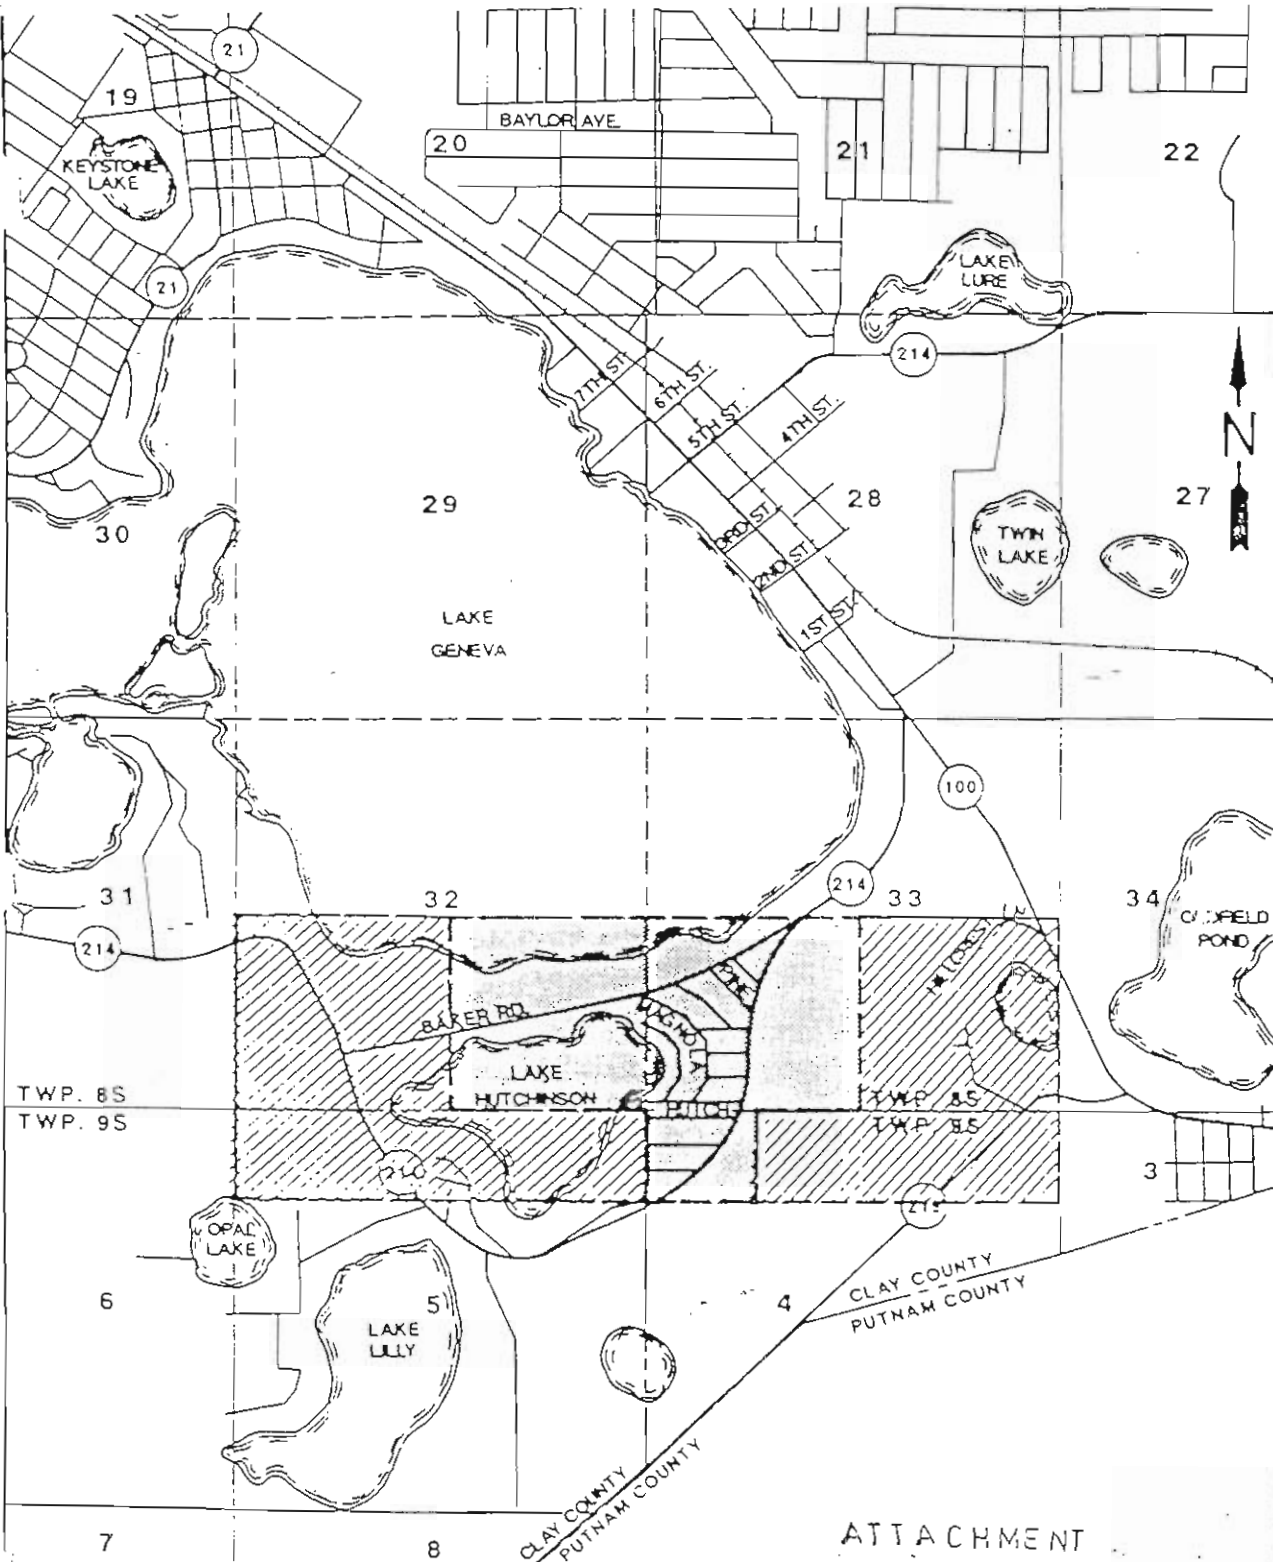 21
19
KEYSTONE
LAKE
BAYLOR AVE
20
21
22
21
LAKE
LURE
214
7TH ST.
6TH ST.
5TH ST.
4TH ST.
N
29
28
27
30
TWIN
LAKE
2ND ST.
1ST ST.
LAKE
GENEVA
100
214
31
32
33
34
214
POND
BAKER RD.
MAGNOLIA
LAKE
HUTCHINSON
TWP. 8S
TWP. 9S
TWP. 8S
TWP. 9S
3
OPAL
LAKE
6
5
4
LAKE
LILLY
CLAY COUNTY
PUTNAM COUNTY
CLAY COUNTY
PUTNAM COUNTY
7
8
ATTACHMENT